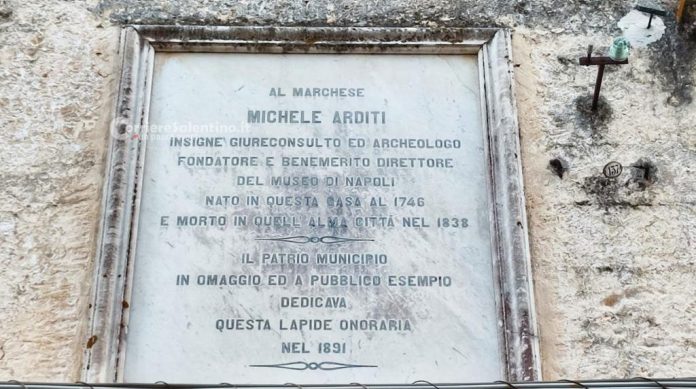 AL MARCHESE
MICHELE ARDITI
INSIGNE GIURECONSULTO ED ARCHEOLOGO
FONDATORE E BENEMERITO DIRETTORE
DEL MUSEO DI NAPOLI
NATO IN QUESTA CASA AL 1746
E MORTO IN QUELL'ALMA CITTÀ NEL 1838
IL PATRIO MUNICIPIO
IN OMAGGIO ED A PUBBLICO ESEMPIO
DEDICAVA
QUESTA LAPIDE ONORARIA
NEL 1891
CorriereSalentino.it